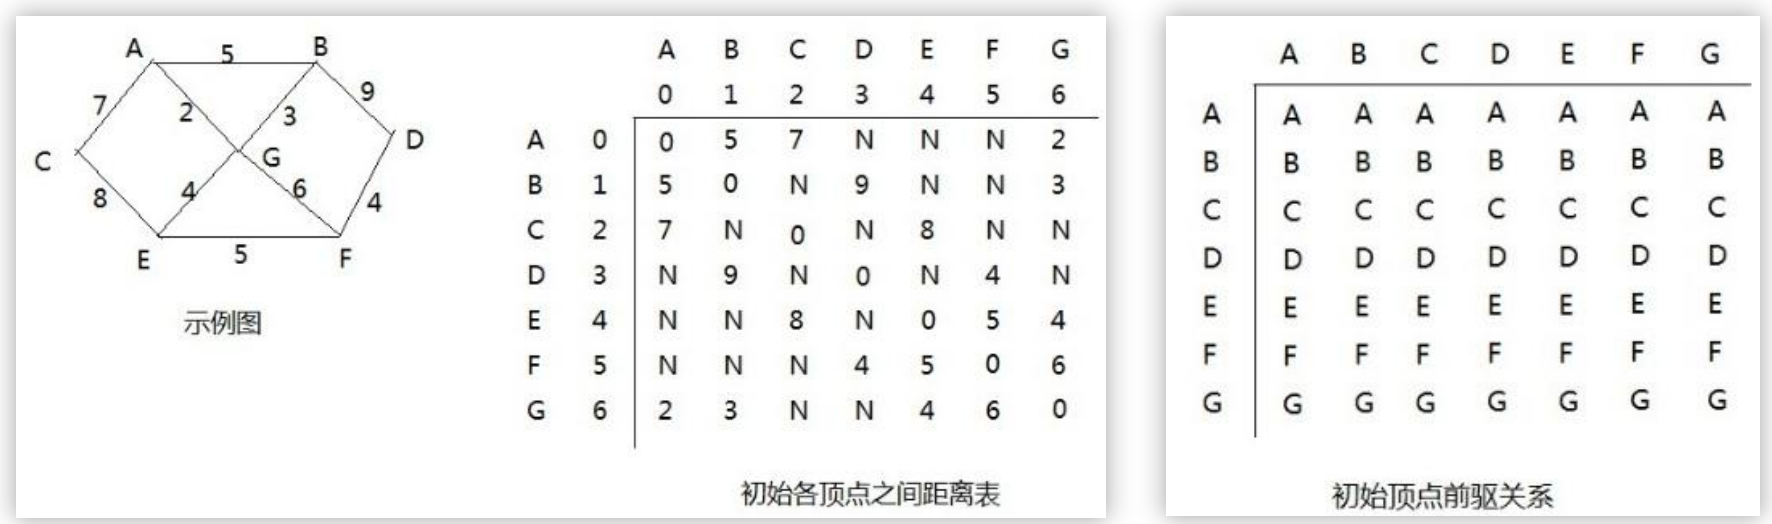 A 5 B
7 2 3 9
C G D
8 4 6 4
E 5 F
示例图
A B C D E F G
0 1 2 3 4 5 6
A 0 0 5 7 N N N 2
B 1 5 0 N 9 N N 3
C 2 7 N 0 N 8 N N
D 3 N 9 N 0 N 4 N
E 4 N N 8 N 0 5 4
F 5 N N N 4 5 0 6
G 6 2 3 N N 4 6 0
初始各顶点之间距离表
A B C D E F G
A A A A A A A A
B B B B B B B B
C C C C C C C C
D D D D D D D D
E E E E E E E E
F F F F F F F F
G G G G G G G G
初始顶点前驱关系